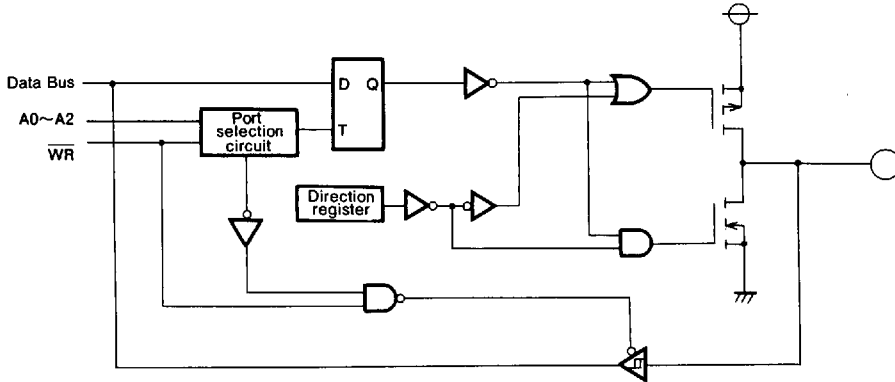 Data Bus
A0~A2
WR
D Q
T
Port
selection
circuit
Direction
register